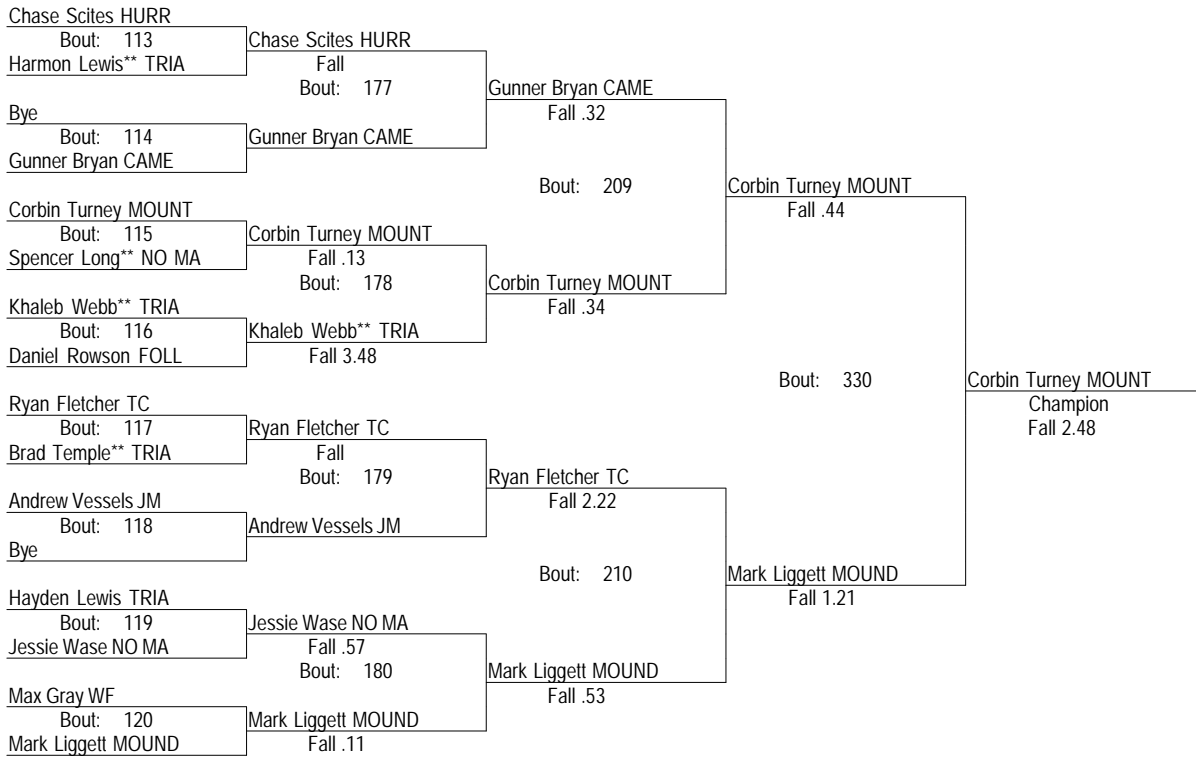 Chase Scites HURR
Bout: 113
Harmon Lewis** TRIA
Bye
Bout: 114
Gunner Bryan CAME
Corbin Turney MOUNT
Bout: 115
Spencer Long** NO MA
Khaleb Webb** TRIA
Bout: 116
Daniel Rowson FOLL
Ryan Fletcher TC
Bout: 117
Brad Temple** TRIA
Andrew Vessels JM
Bout: 118
Bye
Hayden Lewis TRIA
Bout: 119
Jessie Wase NO MA
Max Gray WF
Bout: 120
Mark Liggett MOUND
Chase Scites HURR
Fall
Bout: 177
Gunner Bryan CAME
Corbin Turney MOUNT
Fall .13
Bout: 178
Khaleb Webb** TRIA
Fall 3.48
Ryan Fletcher TC
Fall
Bout: 179
Andrew Vessels JM
Jessie Wase NO MA
Fall .57
Bout: 180
Mark Liggett MOUND
Fall .11
Gunner Bryan CAME
Fall .32
Bout: 209
Corbin Turney MOUNT
Fall .34
Ryan Fletcher TC
Fall 2.22
Bout: 210
Mark Liggett MOUND
Fall .53
Corbin Turney MOUNT
Fall .44
Bout: 330
Mark Liggett MOUND
Fall 1.21
Corbin Turney MOUNT
Champion
Fall 2.48